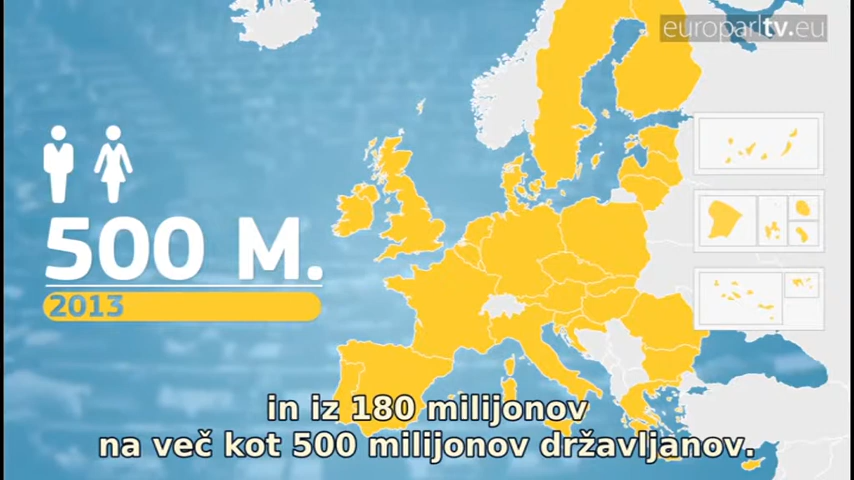 europarltv.eu
500 M.
2013
in iz 180 milijonov
na več kot 500 milijonov državljanov.